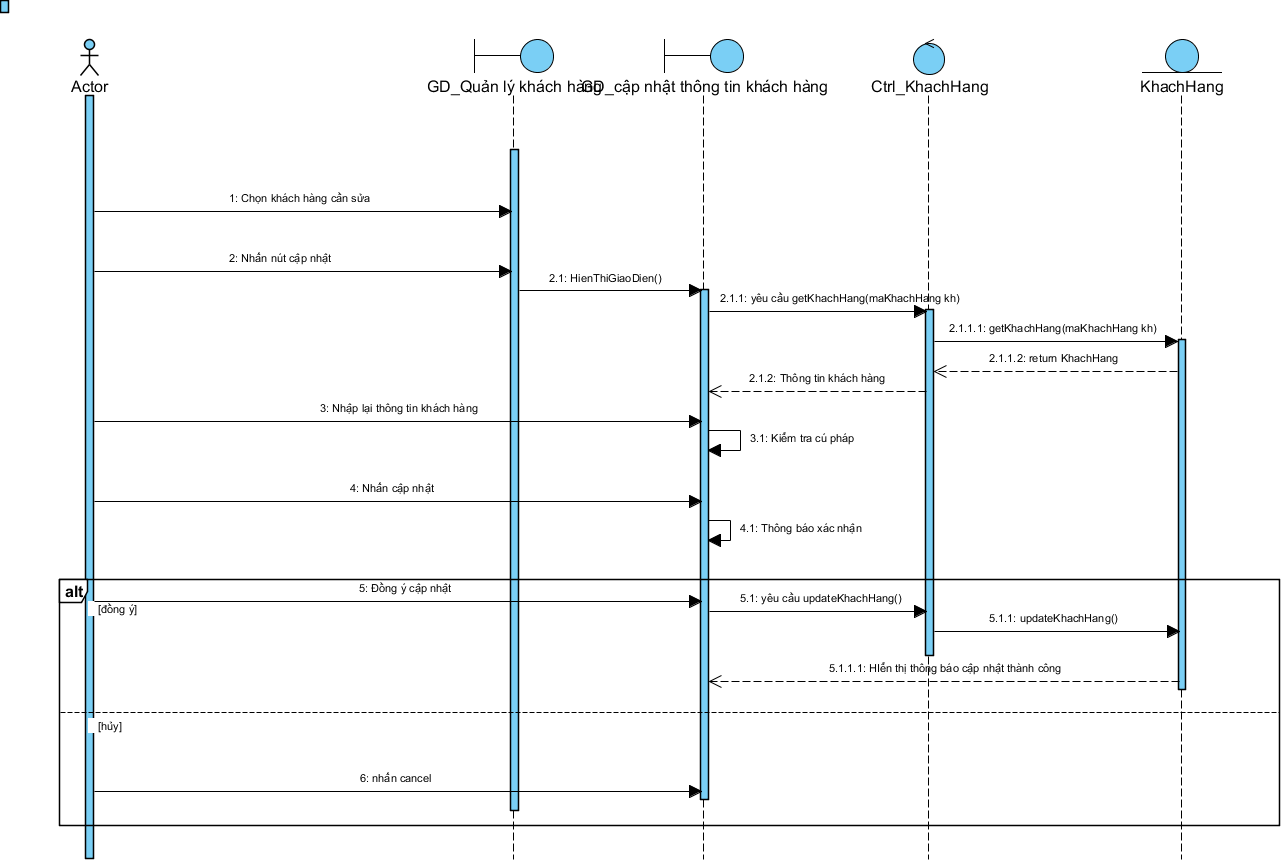 Actor
GD_Quản lý khách hàng
GD_cập nhật thông tin khách hàng
Ctrl_KhachHang
KhachHang
1: Chọn khách hàng cần sửa
2: Nhấn nút cập nhật
2.1: HienThiGiaoDien()
2.1.1: yêu cầu getKhachHang(maKhachHang kh)
2.1.1.1: getKhachHang(maKhachHang kh)
2.1.1.2: return KhachHang
2.1.2: Thông tin khách hàng
3: Nhập lại thông tin khách hàng
3.1: Kiểm tra cú pháp
4: Nhấn cập nhật
4.1: Thông báo xác nhận
alt
5: Đồng ý cập nhật
[đồng ý]
5.1: yêu cầu updateKhachHang()
5.1.1: updateKhachHang()
5.1.1.1: HIển thị thông báo cập nhật thành công
[hủy]
6: nhấn cancel